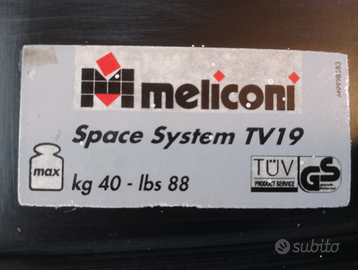 meliconi
Space System TV19
max
kg 40 - lbs 88
TÜV
PRODUCT SERVICE
GS
subito